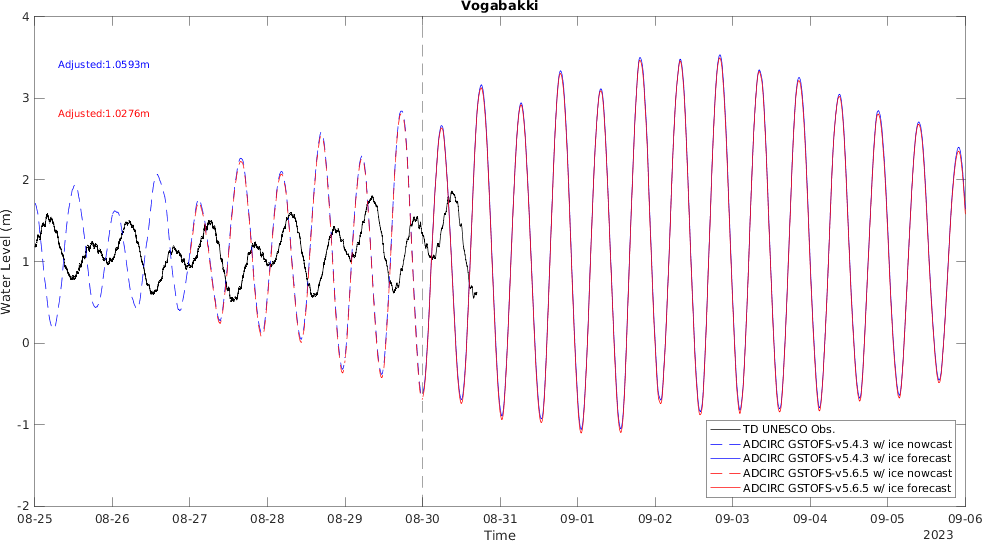 Vogabakki
4
3
2
1
0
-1
-2
Water Level (m)
Adjusted:1.0593m
Adjusted:1.0276m
TD UNESCO Obs.
ADCIRC GSTOFS-v5.4.3 w/ ice nowcast
ADCIRC GSTOFS-v5.4.3 w/ ice forecast
ADCIRC GSTOFS-v5.6.5 w/ ice nowcast
ADCIRC GSTOFS-v5.6.5 w/ ice forecast
08-25 08-26 08-27 08-28 08-29 08-30 08-31 09-01 09-02 09-03 09-04 09-05 09-06
Time
2023